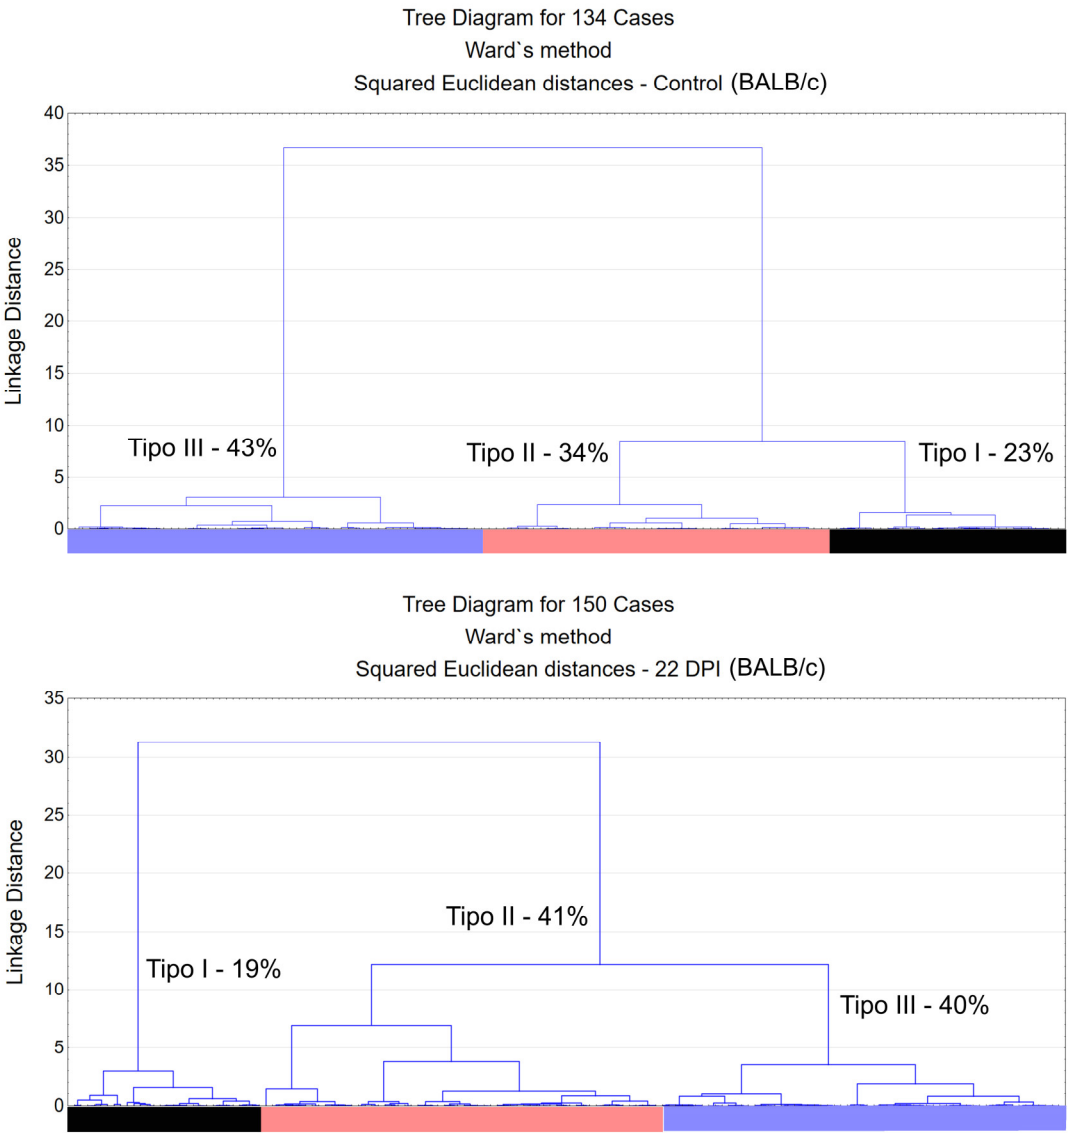 Tree Diagram for 134 Cases
Ward`s method
Squared Euclidean distances - Control (BALB/c)
40
35
30
25
20
15
10
5
0
Linkage Distance
Tipo III - 43%
Tipo II - 34%
Tipo I - 23%
Tree Diagram for 150 Cases
Ward`s method
Squared Euclidean distances - 22 DPI (BALB/c)
35
30
25
20
15
10
5
0
Linkage Distance
Tipo II - 41%
Tipo I - 19%
Tipo III - 40%